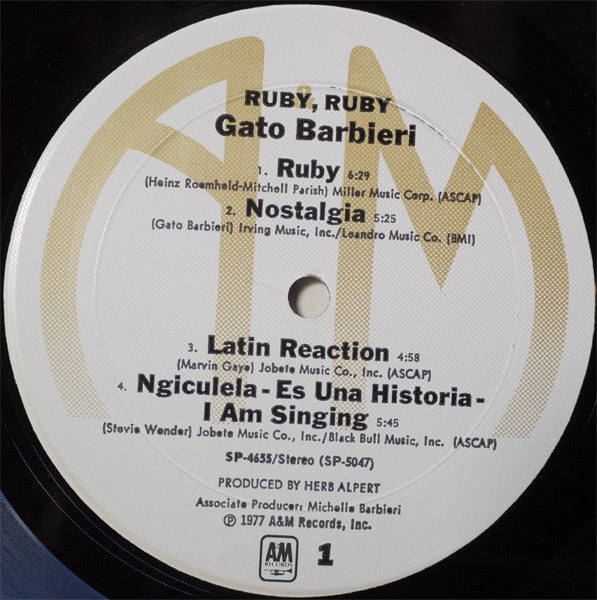 RUBY, RUBY
Gato Barbieri
1. Ruby 6:29
(Heinz Roemheld-Mitchell Parish) Miller Music Corp. (ASCAP)
2. Nostalgia 5:25
(Gato Barbieri) Irving Music, Inc./Leandro Music Co. (BMI)
3. Latin Reaction 4:58
(Marvin Gaye) Jobete Music Co., Inc. (ASCAP)
4. Ngiculela - Es Una Historia -
I Am Singing 5:45
(Stevie Wonder) Jobete Music Co., Inc./Black Bull Music, Inc. (ASCAP)
SP-4655/Stereo (SP-5047)
PRODUCED BY HERB ALPERT
Associate Producer: Michelle Barbieri
℗ 1977 A&M Records, Inc.
A&M
RECORDS
1